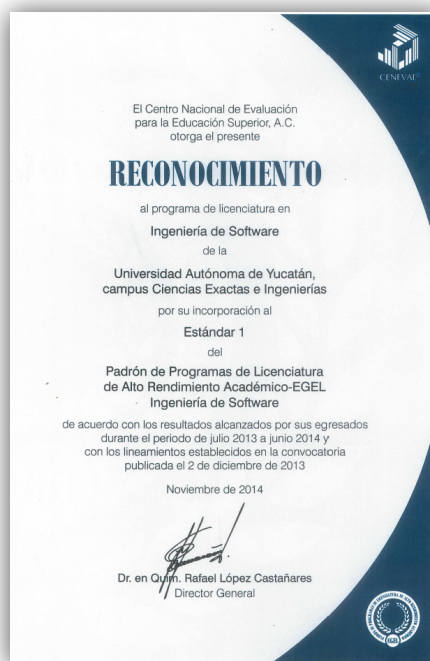 CENEVAL®
El Centro Nacional de Evaluación
para la Educación Superior, A.C.
otorga el presente
RECONOCIMIENTO
al programa de licenciatura en
Ingeniería de Software
de la
Universidad Autónoma de Yucatán,
campus Ciencias Exactas e Ingenierías
por su incorporación al
Estándar 1
del
Padrón de Programas de Licenciatura
de Alto Rendimiento Académico-EGEL
Ingeniería de Software
de acuerdo con los resultados alcanzados por sus egresados
durante el periodo de julio 2013 a junio 2014 y
con los lineamientos establecidos en la convocatoria
publicada el 2 de diciembre de 2013
Noviembre de 2014
Dr. en Quím. Rafael López Castañares
Director General
EGEL